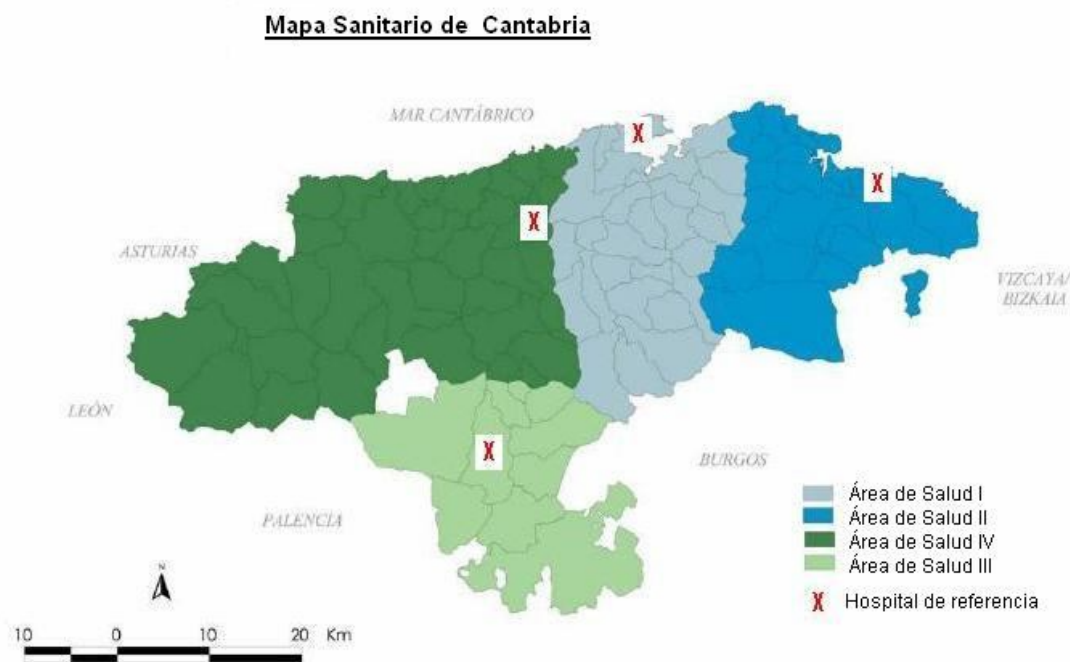 Mapa Sanitario de Cantabria
MAR CANTÁBRICO
ASTURIAS
VIZCAYA/
BIZKAIA
LEÓN
BURGOS
PALENCIA
Área de Salud I
Área de Salud II
Área de Salud IV
Área de Salud III
Hospital de referencia
N
10 0 10 20 Km